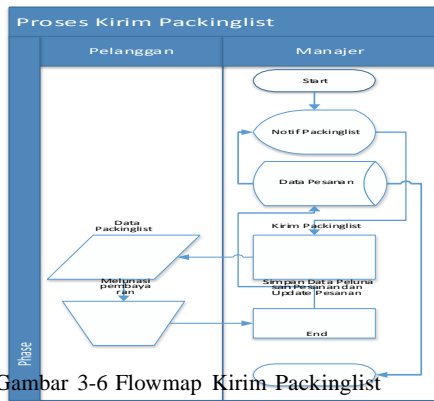 Proses Kirim Packinglist
Pelanggan
Manajer
Start
Notif Packinglist
Data Pesanan
Kirim Packinglist
Data
Packinglist
Melunasi
pembaya
ran
Simpan Data Peluna
san Pesanan dan
Update Pesanan
End
Phase
Gambar 3-6 Flowmap Kirim Packinglist